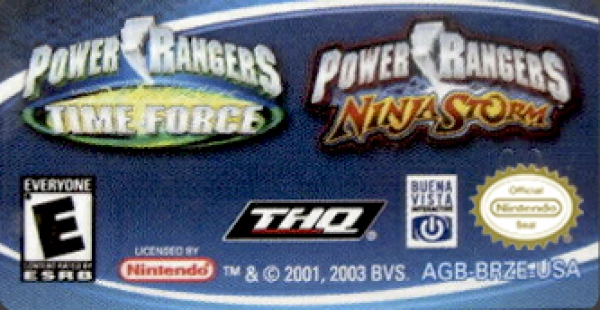 POWER RANGERS
TIME FORCE
POWER RANGERS
NINJA STORM
EVERYONE
E
CONTENT RATED BY
ESRB
THQ
BUENA
VISTA
INTERACTIVE
Official
Nintendo
Seal
LICENSED BY
Nintendo
™ & © 2001, 2003 BVS.
AGB-BRZE-USA